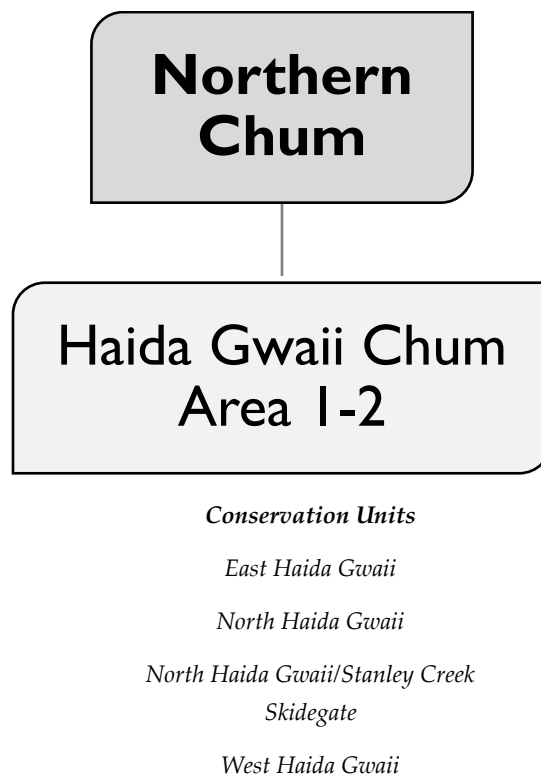 Northern
Chum
Haida Gwaii Chum
Area 1-2
Conservation Units
East Haida Gwaii
North Haida Gwaii
North Haida Gwaii/Stanley Creek
Skidegate
West Haida Gwaii